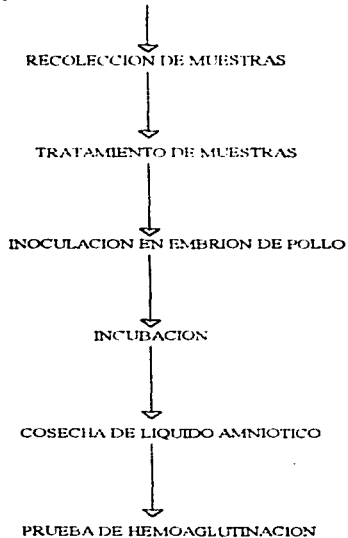 RECOLECCION DE MUESTRAS
TRATAMIENTO DE MUESTRAS
INOCULACION EN EMBRION DE POLLO
INCUBACION
COSECHA DE LIQUIDO AMNIOTICO
PRUEBA DE HEMOAGLUTINACION